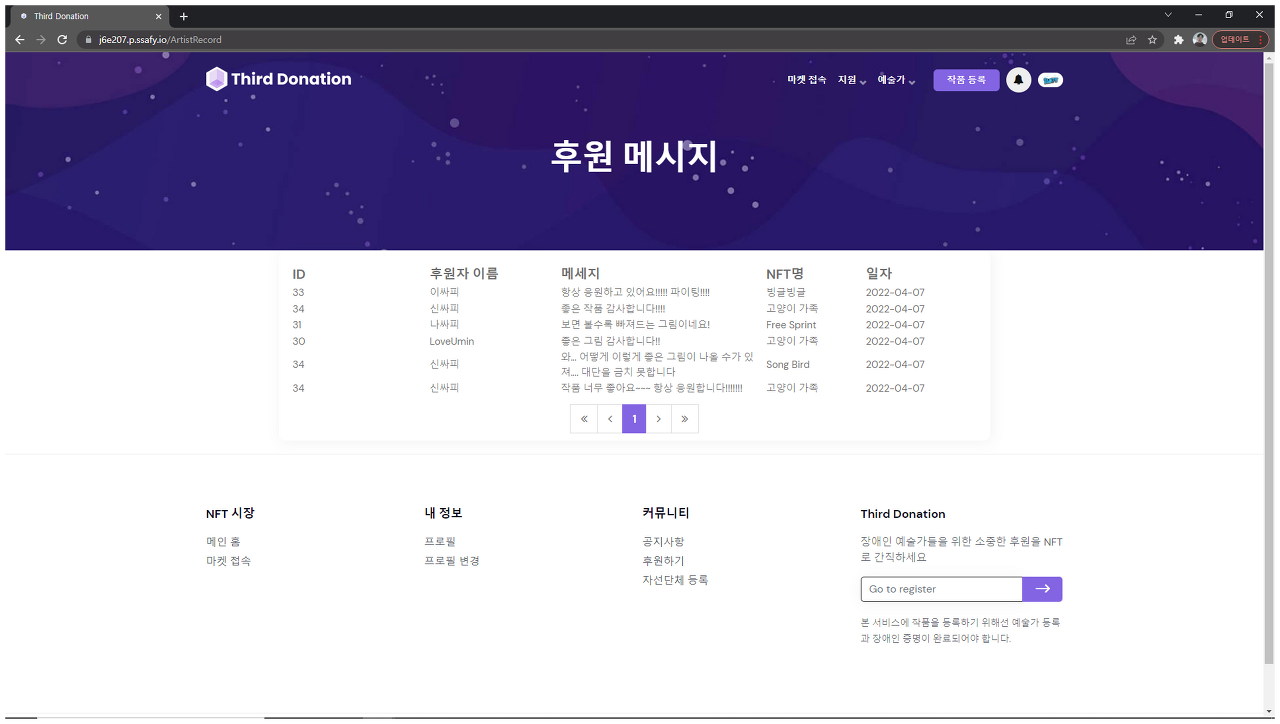 Third Donation
j6e207.p.ssafy.io/ArtistRecord
업데이트
Third Donation
마켓 접속 지원 예술가 작품 등록
후원 메시지
ID 후원자 이름 메세지 NFT명 일자
33 이싸피 항상 응원하고 있어요!!!!! 파이팅!!!! 빙글빙글 2022-04-07
34 신싸피 좋은 작품 감사합니다!!!! 고양이 가족 2022-04-07
31 나싸피 보면 볼수록 빠져드는 그림이네요! Free Sprint 2022-04-07
30 LoveUmin 좋은 그림 감사합니다!! 고양이 가족 2022-04-07
와,,, 어떻게 이렇게 좋은 그림이 나올 수가 있
34 신싸피 져.... 대단을 금치 못합니다 Song Bird 2022-04-07
34 신싸피 작품 너무 좋아요~~~ 항상 응원합니다!!!!!!! 고양이 가족 2022-04-07
« ‹ 1 › »
NFT 시장 내 정보 커뮤니티 Third Donation
메인 홈 프로필 공지사항 장애인 예술가들을 위한 소중한 후원을 NFT
마켓 접속 프로필 변경 후원하기 로 간직하세요
자선단체 등록
Go to register
본 서비스에 작품을 등록하기 위해선 예술가 등록
과 장애인 증명이 완료되어야 합니다.